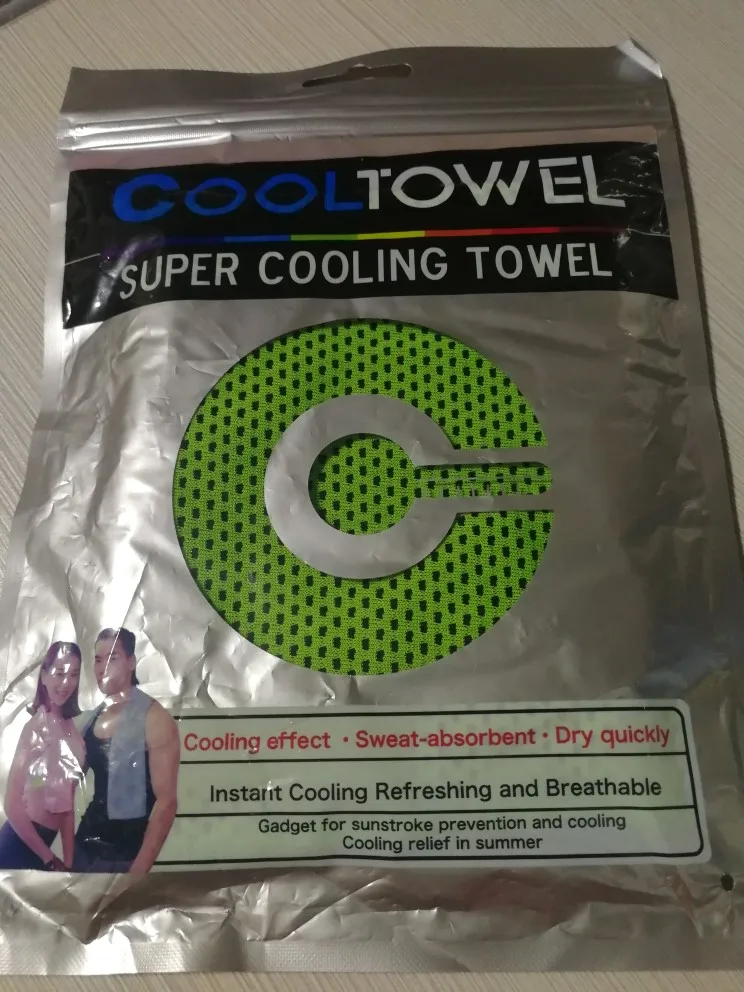 COOLTOWEL
SUPER COOLING TOWEL
Cooling effect · Sweat-absorbent · Dry quickly
Instant Cooling Refreshing and Breathable
Gadget for sunstroke prevention and cooling
Cooling relief in summer